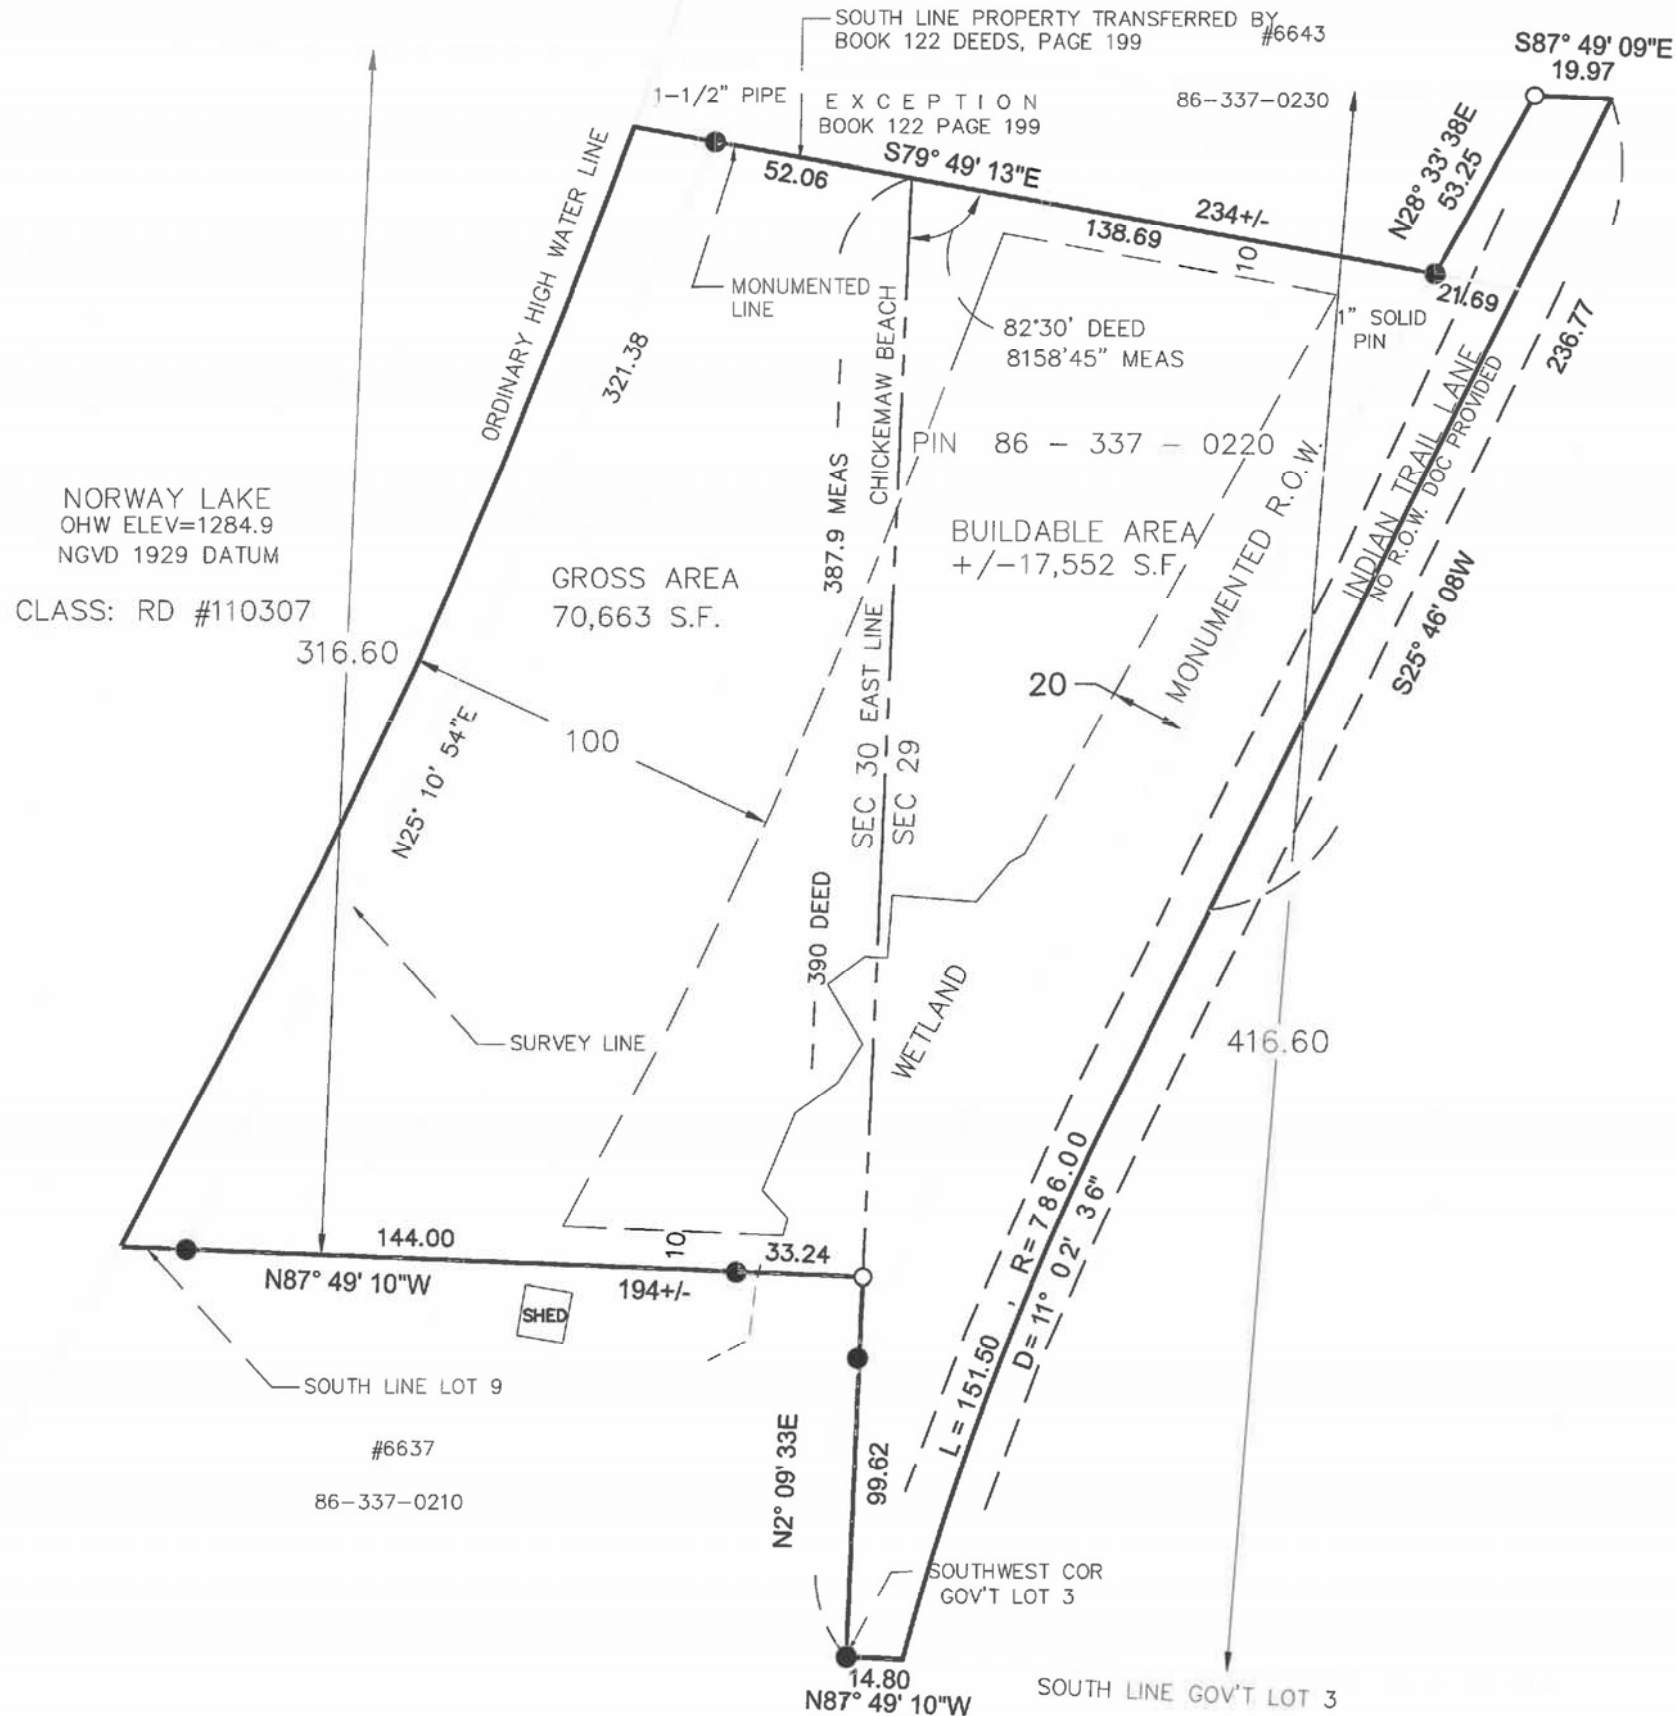 SOUTH LINE PROPERTY TRANSFERRED BY
BOOK 122 DEEDS, PAGE 199
#6643
S87° 49' 09"E
19.97
1-1/2" PIPE
EXCEPTION
BOOK 122 PAGE 199
86-337-0230
S79° 49' 13"E
52.06
234+/-
138.69
10
N28° 33' 38E
53.25
21.69
1" SOLID
PIN
236.77
ORDINARY HIGH WATER LINE
321.38
MONUMENTED
LINE
82°30' DEED
8158'45" MEAS
CHICKEMAW BEACH
387.9 MEAS
PIN 86 - 337 - 0220
BUILDABLE AREA
+/-17,552 S.F.
MONUMENTED R.O.W.
INDIAN TRAIL LANE
NO R.O.W. DOC PROVIDED
S25° 46' 08W
NORWAY LAKE
OHW ELEV=1284.9
NGVD 1929 DATUM
CLASS: RD #110307
316.60
GROSS AREA
70,663 S.F.
20
100
N25° 10' 54"E
SEC 30 EAST LINE
SEC 29
390 DEED
WETLAND
SURVEY LINE
416.60
L = 151.50 , R=786.00
D=11° 02' 36"
144.00
10
33.24
N87° 49' 10"W
194+/-
SHED
SOUTH LINE LOT 9
#6637
86-337-0210
N2° 09' 33E
99.62
SOUTHWEST COR
GOV'T LOT 3
14.80
N87° 49' 10"W
SOUTH LINE GOV'T LOT 3